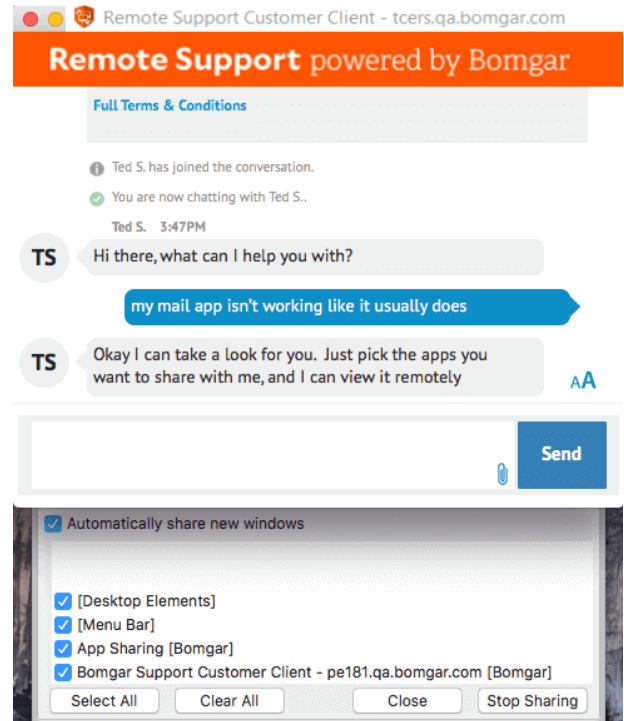 Remote Support Customer Client - tcers.qa.bomgar.com
Remote Support powered by Bomgar
Full Terms & Conditions
Ted S. has joined the conversation.
You are now chatting with Ted S..
Ted S. 3:47PM
TS
Hi there, what can I help you with?
my mail app isn't working like it usually does
TS
Okay I can take a look for you. Just pick the apps you
want to share with me, and I can view it remotely
AA
Send
Automatically share new windows
[Desktop Elements]
[Menu Bar]
App Sharing [Bomgar]
Bomgar Support Customer Client - pe181.qa.bomgar.com [Bomgar]
Select All Clear All Close Stop Sharing